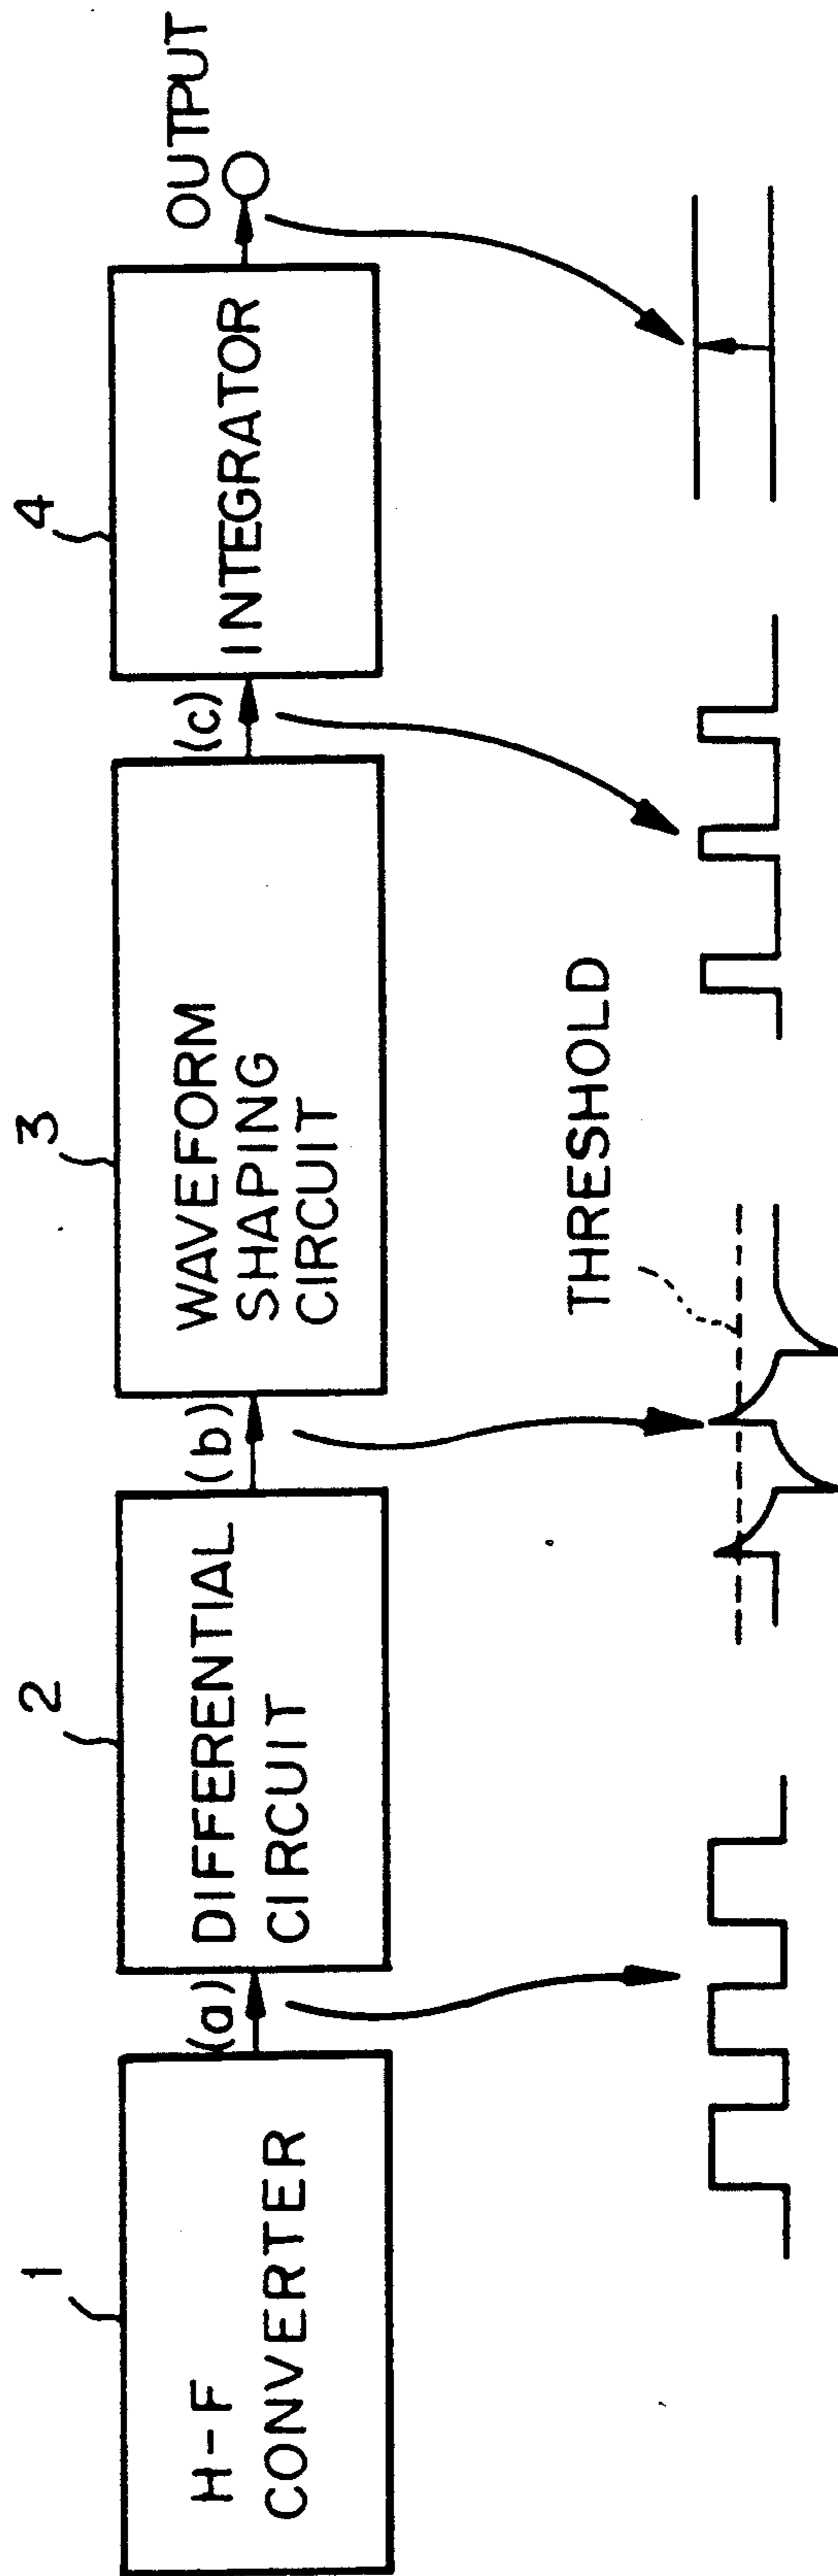 1
H-F
CONVERTER
(a)
2
DIFFERENTIAL
CIRCUIT
(b)
3
WAVEFORM
SHAPING
CIRCUIT
(c)
4
INTEGRATOR
OUTPUT
THRESHOLD